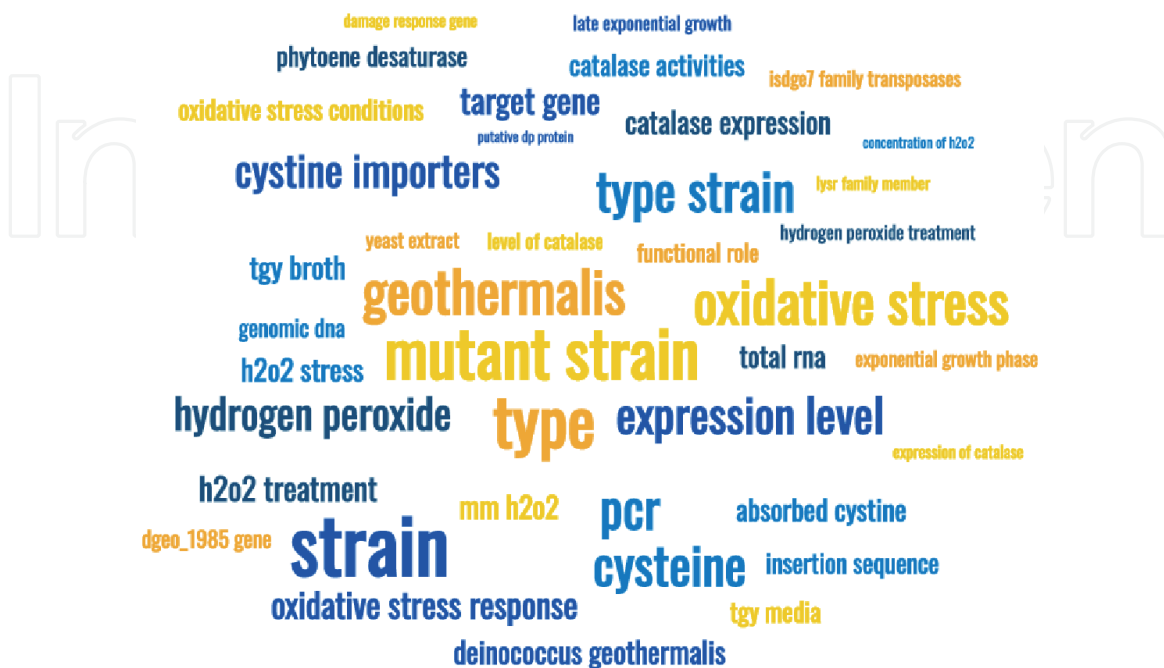 damage response gene
late exponential growth
phytoene desaturase
catalase activities
isdge7 family transposases
oxidative stress conditions
target gene
catalase expression
putative dp protein
concentration of h2o2
cystine importers
type strain
lysr family member
yeast extract
level of catalase
functional role
hydrogen peroxide treatment
tgy broth
geothermalis
oxidative stress
genomic dna
mutant strain
total rna
exponential growth phase
h2o2 stress
hydrogen peroxide
type
expression level
expression of catalase
h2o2 treatment
mm h2o2
pcr
absorbed cystine
dgeo_1985 gene
strain
cysteine
insertion sequence
oxidative stress response
tgy media
deinococcus geothermalis